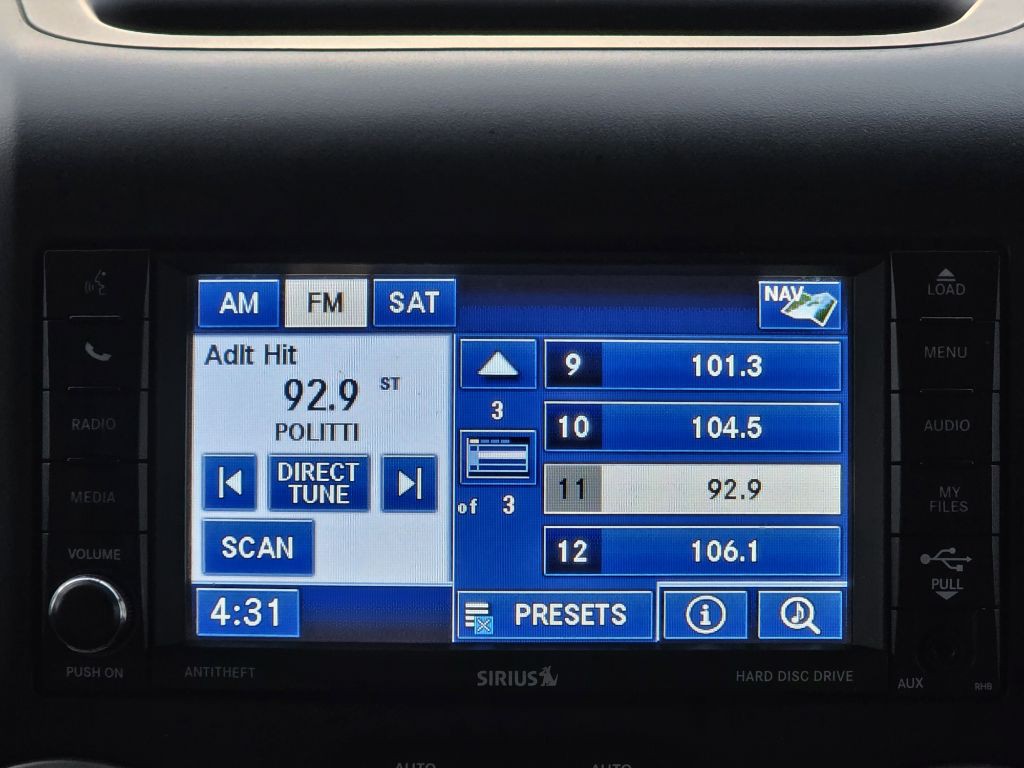 LOAD
MENU
RADIO
AUDIO
MEDIA
MY
FILES
VOLUME
PULL
PUSH ON
ANTITHEFT
SIRIUS
HARD DISC DRIVE
AUX
RHB
AM
FM
SAT
NAV
Adlt Hit
92.9
ST
POLITTI
DIRECT
TUNE
SCAN
4:31
3
of 3
9 101.3
10 104.5
11 92.9
12 106.1
PRESETS
i
AUTO
AUTO